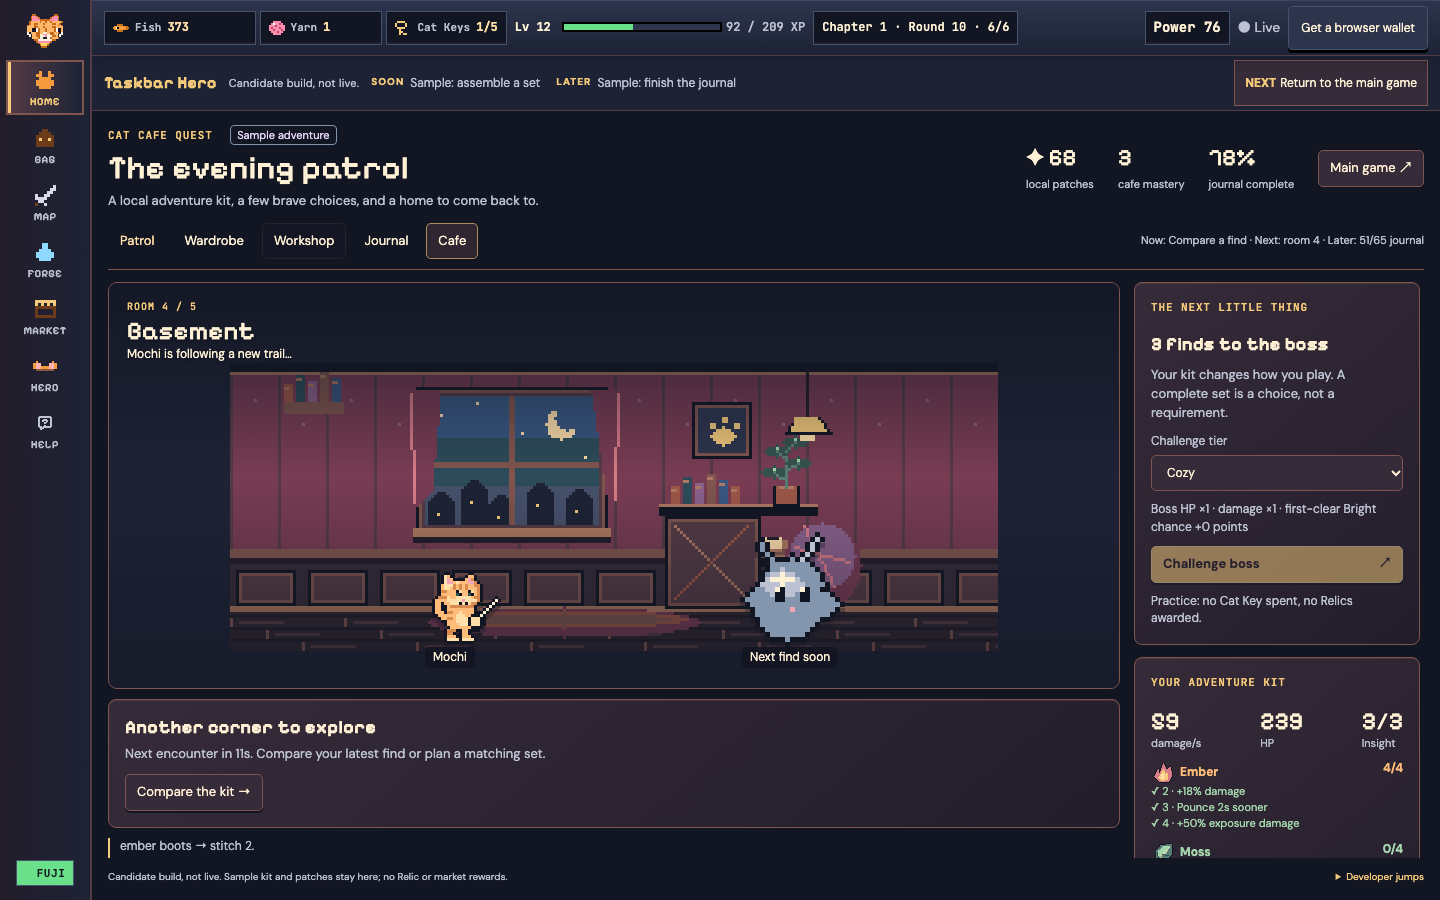 Fish 373
Yarn 1
Cat Keys 1/5
Lv 12
92 / 209 XP
Chapter 1 · Round 10 · 6/6
Power 76
Live
Get a browser wallet
HOME
BAG
MAP
FORGE
MARKET
HERO
HELP
FUJI
Taskbar Hero
Candidate build, not live.
SOON Sample: assemble a set
LATER Sample: finish the journal
NEXT Return to the main game
CAT CAFE QUEST
Sample adventure
The evening patrol
A local adventure kit, a few brave choices, and a home to come back to.
68
local patches
3
cafe mastery
78%
journal complete
Main game ↗
Patrol
Wardrobe
Workshop
Journal
Cafe
Now: Compare a find · Next: room 4 · Later: 51/65 journal
ROOM 4 / 5
Basement
Mochi is following a new trail...
Mochi
Next find soon
Another corner to explore
Next encounter in 11s. Compare your latest find or plan a matching set.
Compare the kit →
ember boots → stitch 2.
THE NEXT LITTLE THING
3 finds to the boss
Your kit changes how you play. A
complete set is a choice, not a
requirement.
Challenge tier
Cozy
Boss HP ×1 · damage ×1 · first-clear Bright
chance +0 points
Challenge boss ↗
Practice: no Cat Key spent, no Relics
awarded.
YOUR ADVENTURE KIT
59
damage/s
239
HP
3/3
Insight
Ember 4/4
✓ 2 · +18% damage
✓ 3 · Pounce 2s sooner
✓ 4 · +50% exposure damage
Moss 0/4
Candidate build, not live. Sample kit and patches stay here; no Relic or market rewards.
▸ Developer jumps